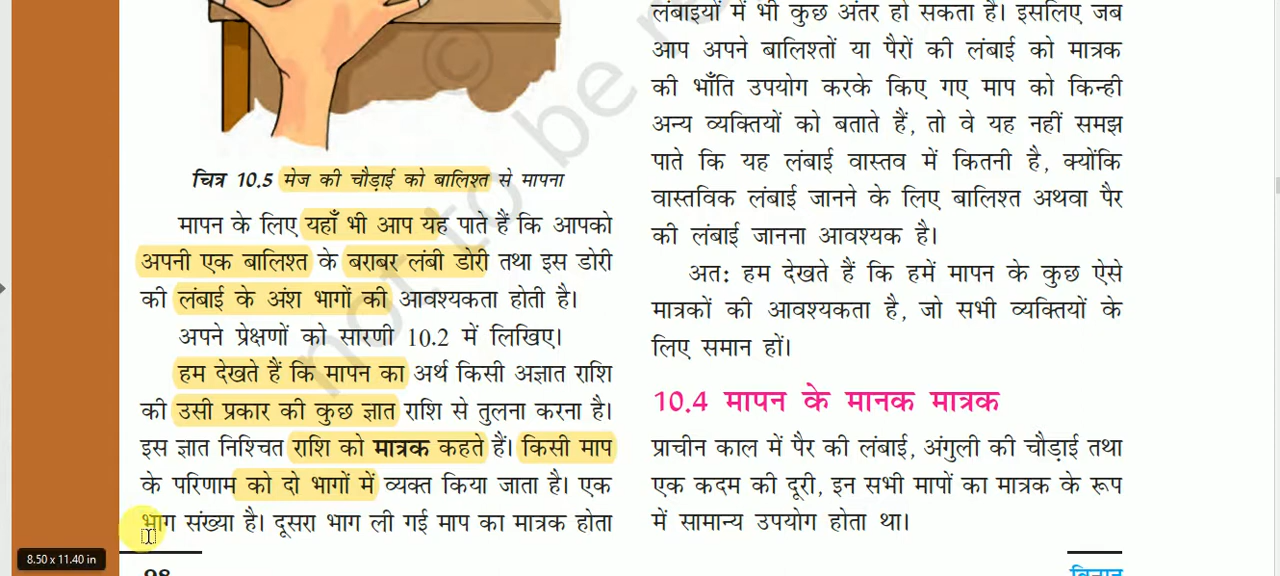 चित्र 10.5 मेज की चौड़ाई को बालिश्त से मापना
मापन के लिए यहाँ भी आप यह पाते हैं कि आपको
अपनी एक बालिश्त के बराबर लंबी डोरी तथा इस डोरी
की लंबाई के अंश भागों की आवश्यकता होती है।
अपने प्रेक्षणों को सारणी 10.2 में लिखिए।
हम देखते हैं कि मापन का अर्थ किसी अज्ञात राशि
की उसी प्रकार की कुछ ज्ञात राशि से तुलना करना है।
इस ज्ञात निश्चित राशि को मात्रक कहते हैं। किसी माप
के परिणाम को दो भागों में व्यक्त किया जाता है। एक
भाग संख्या है। दूसरा भाग ली गई माप का मात्रक होता
8.50 x 11.40 in
लंबाइयों में भी कुछ अंतर हो सकता है। इसलिए जब
आप अपने बालिश्तों या पैरों की लंबाई को मात्रक
की भाँति उपयोग करके किए गए माप को किन्ही
अन्य व्यक्तियों को बताते हैं, तो वे यह नहीं समझ
पाते कि यह लंबाई वास्तव में कितनी है, क्योंकि
वास्तविक लंबाई जानने के लिए बालिश्त अथवा पैर
की लंबाई जानना आवश्यक है।
अत: हम देखते हैं कि हमें मापन के कुछ ऐसे
मात्रकों की आवश्यकता है, जो सभी व्यक्तियों के
लिए समान हों।
10.4 मापन के मानक मात्रक
प्राचीन काल में पैर की लंबाई, अंगुली की चौड़ाई तथा
एक कदम की दूरी, इन सभी मापों का मात्रक के रूप
में सामान्य उपयोग होता था।
© not to be re